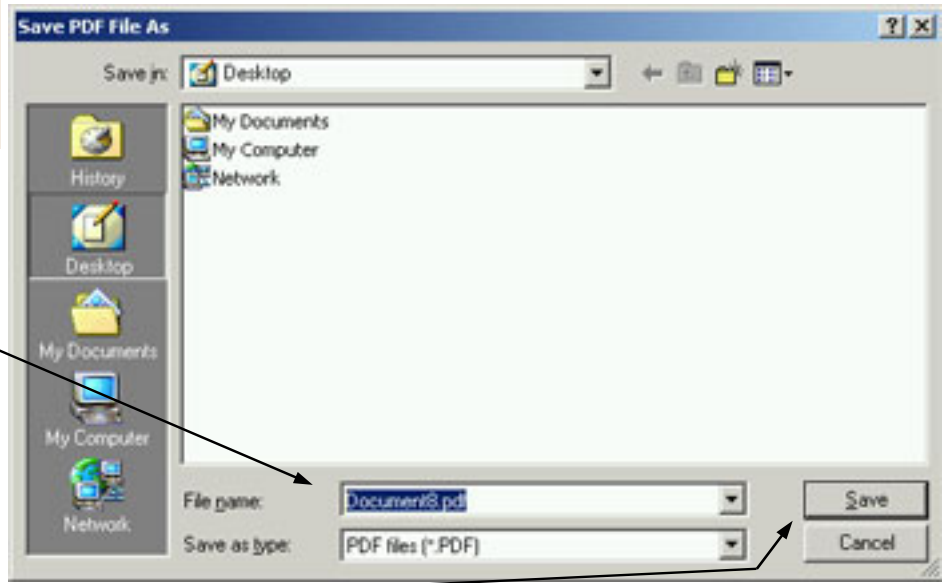 Save PDF File As
Save in: Desktop
My Documents
My Computer
Network
History
Desktop
My Documents
My Computer
Network
File name: Document8.pdf
Save
Save as type: PDF files (*.PDF)
Cancel